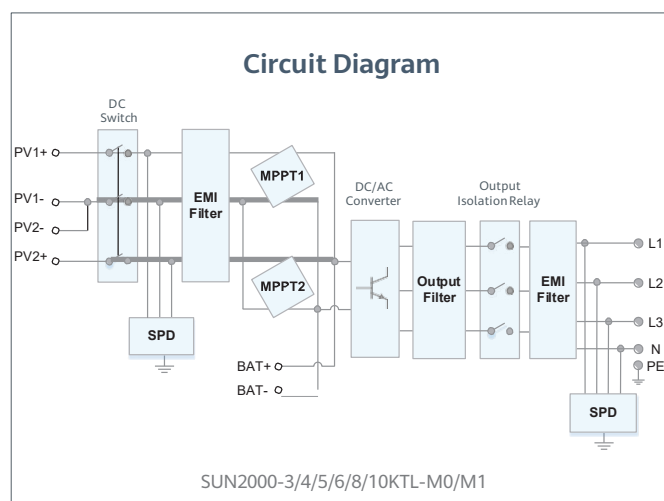 Circuit Diagram
DC
Switch
PV1+
PV1-
PV2-
PV2+
EMI
Filter
MPPT1
MPPT2
SPD
BAT+
BAT-
DC/AC
Converter
Output
Filter
Output
Isolation Relay
EMI
Filter
L1
L2
L3
N
PE
SPD
SUN2000-3/4/5/6/8/10KTL-M0/M1